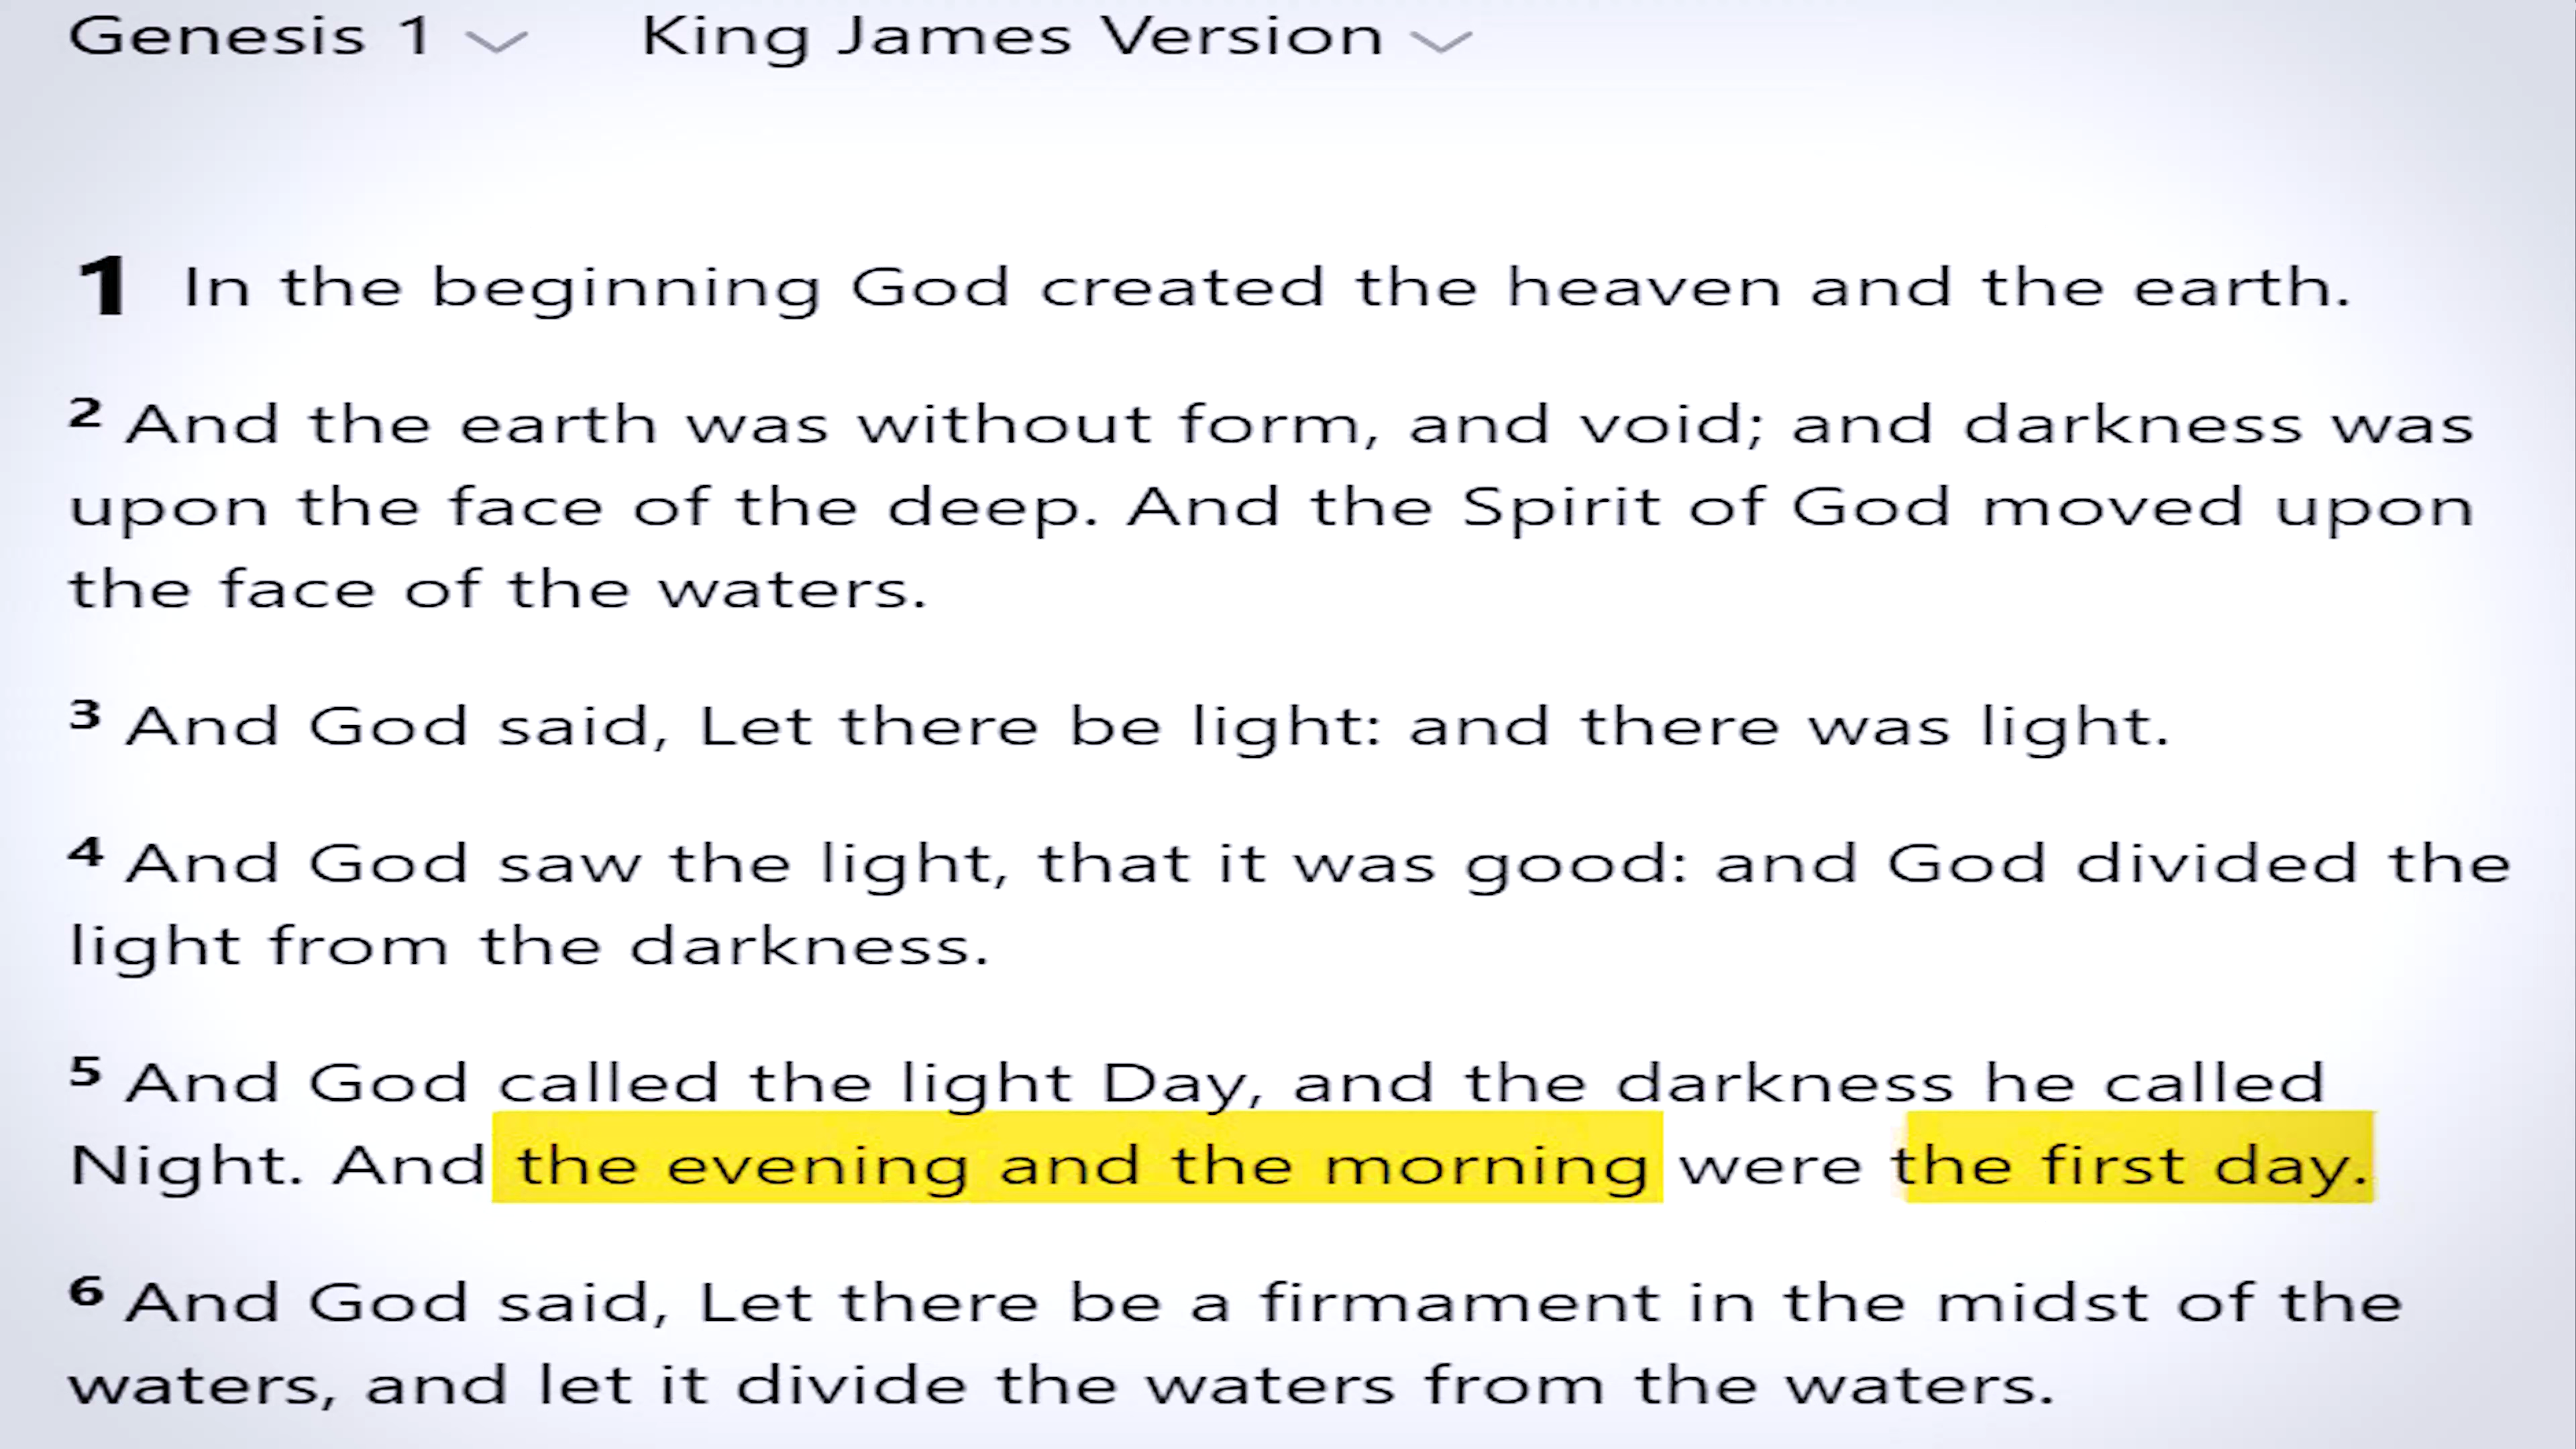 Genesis 1 King James Version
1 In the beginning God created the heaven and the earth.
2 And the earth was without form, and void; and darkness was
upon the face of the deep. And the Spirit of God moved upon
the face of the waters.
3 And God said, Let there be light: and there was light.
4 And God saw the light, that it was good: and God divided the
light from the darkness.
5 And God called the light Day, and the darkness he called
Night. And the evening and the morning were the first day.
6 And God said, Let there be a firmament in the midst of the
waters, and let it divide the waters from the waters.